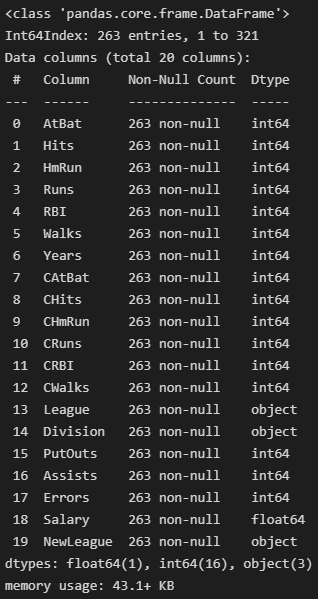 <class 'pandas.core.frame.DataFrame'>
Int64Index: 263 entries, 1 to 321
Data columns (total 20 columns):
 #   Column     Non-Null Count  Dtype
---  ------     --------------  -----
 0   AtBat      263 non-null    int64
 1   Hits       263 non-null    int64
 2   HmRun      263 non-null    int64
 3   Runs       263 non-null    int64
 4   RBI        263 non-null    int64
 5   Walks      263 non-null    int64
 6   Years      263 non-null    int64
 7   CAtBat     263 non-null    int64
 8   CHits      263 non-null    int64
 9   CHmRun     263 non-null    int64
 10  CRuns      263 non-null    int64
 11  CRBI       263 non-null    int64
 12  CWalks     263 non-null    int64
 13  League     263 non-null    object
 14  Division   263 non-null    object
 15  PutOuts    263 non-null    int64
 16  Assists    263 non-null    int64
 17  Errors     263 non-null    int64
 18  Salary     263 non-null    float64
 19  NewLeague  263 non-null    object
dtypes: float64(1), int64(16), object(3)
memory usage: 43.1+ KB